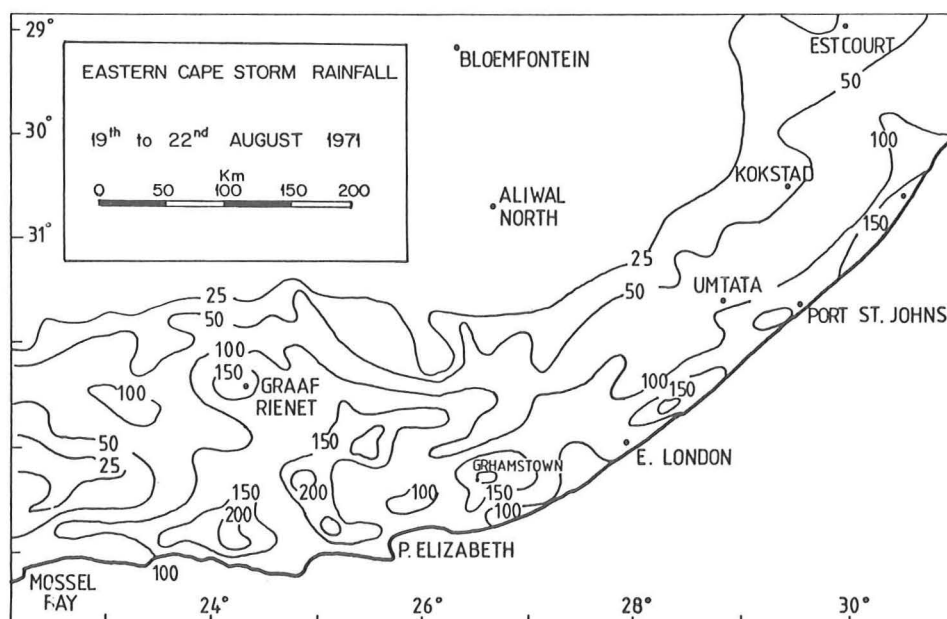 29°
BLOEMFONTEIN
ESTCOURT
EASTERN CAPE STORM RAINFALL
50
30°
19th to 22nd AUGUST 1971
100
Km
0 50 100 150 200
KOKSTAD
ALIWAL
NORTH
150
31°
25
25
50
UMTATA
50
PORT ST. JOHNS
100
150
GRAAF
RIENET
100
100
150
50
150
E. LONDON
25
GRHAMSTOWN
150
200
100
150
200
100
P. ELIZABETH
100
MOSSEL
BAY
24° 26° 28° 30°